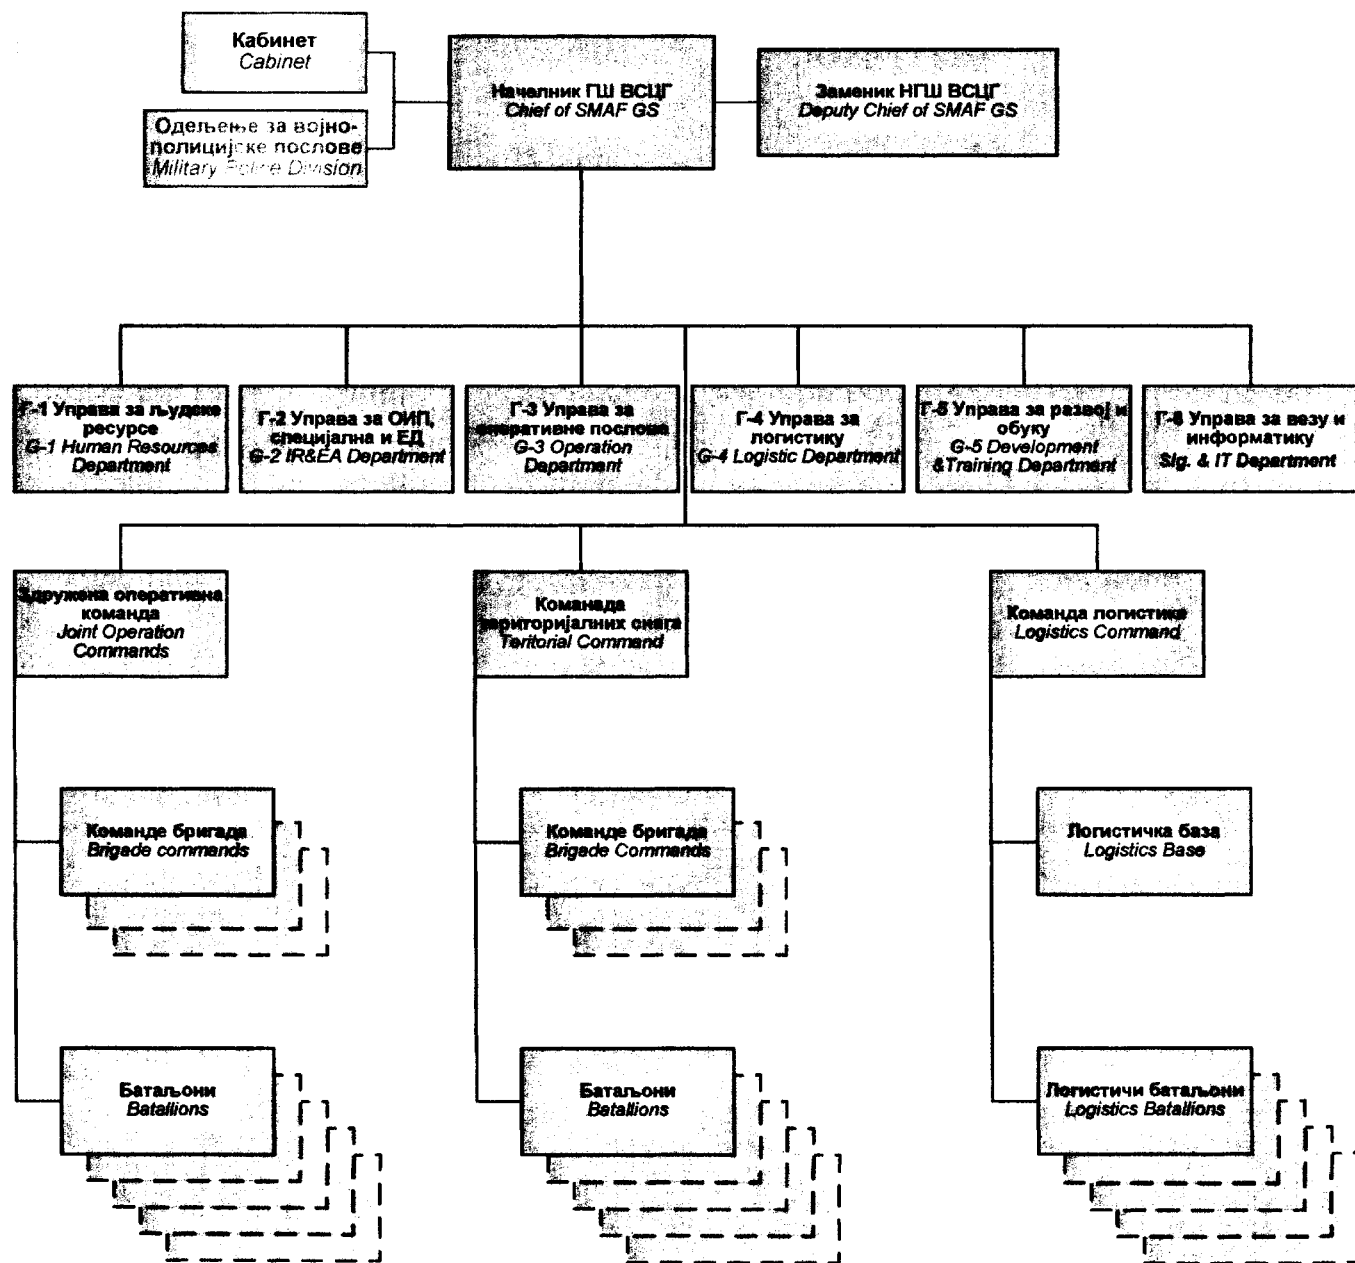 Кабинет
Cabinet
Одељење за војно-
полицијске послове
Military Police Division
Началник ГШ ВСЦГ
Chief of SMAF GS
Заменик НГШ ВСЦГ
Deputy Chief of SMAF GS
Г-1 Управа за људске
ресурсе
G-1 Human Resources
Department
Г-2 Управа за ОИП,
специјална и ЕД
G-2 IR&EA Department
Г-3 Управа за
оперативне послове
G-3 Operation
Department
Г-4 Управа за
логистику
G-4 Logistic Department
Г-5 Управа за развој и
обуку
G-5 Development
&Training Department
Г-6 Управа за везу и
информатику
Sig. & IT Department
Здружена оперативна
команда
Joint Operation
Commands
Команада
територијалних снага
Teritorial Command
Команда логистике
Logistics Command
Команде бригада
Brigade commands
Команде бригада
Brigade Commands
Логистичка база
Logistics Base
Батаљони
Batallions
Батаљони
Batallions
Логистичи батаљони
Logistics Batallions